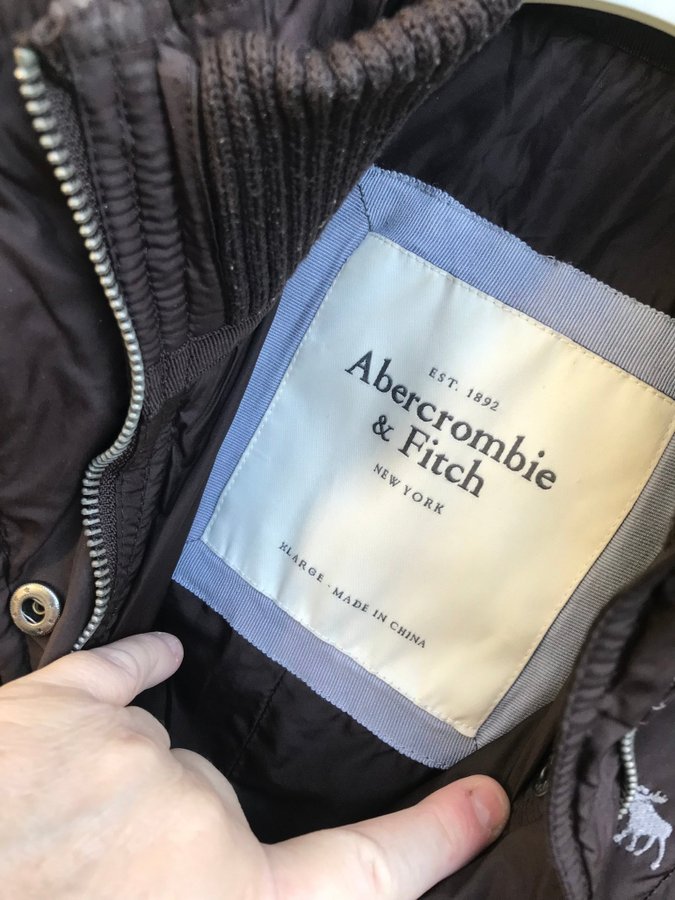 EST. 1892
Abercrombie
& Fitch
NEW YORK
XLARGE - MADE IN CHINA